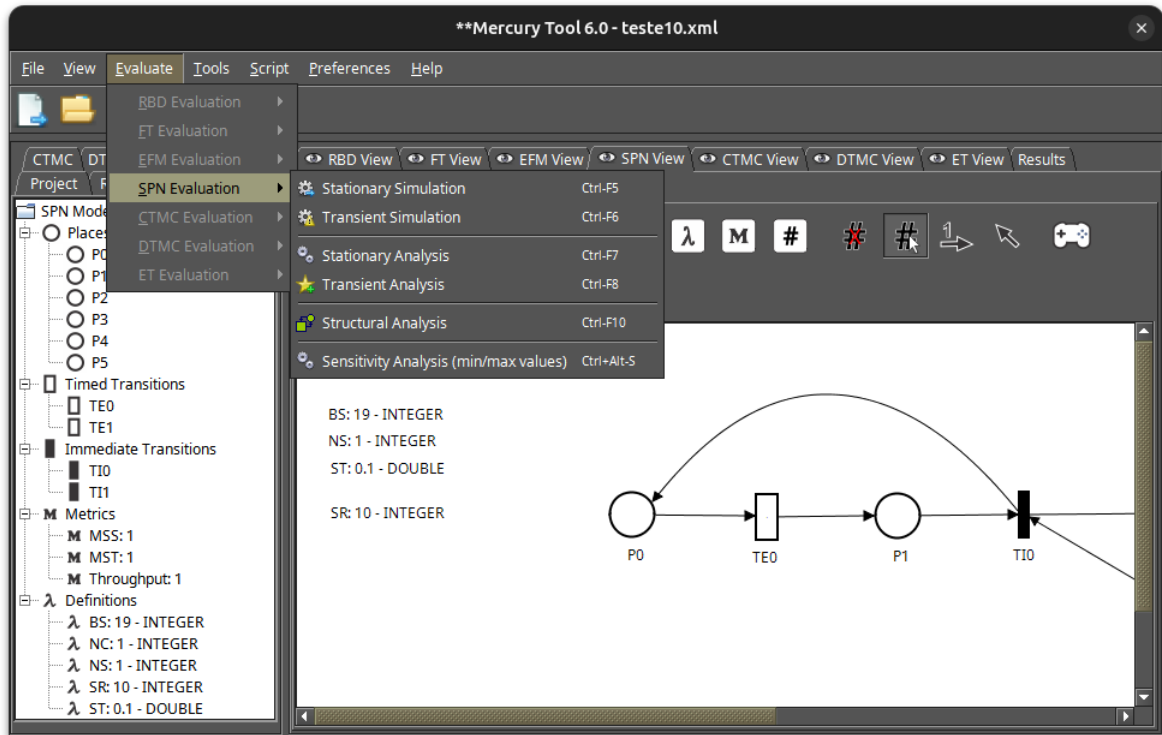 **Mercury Tool 6.0 - teste10.xml
File View Evaluate Tools Script Preferences Help
RBD Evaluation
FT Evaluation
EFM Evaluation
SPN Evaluation
CTMC Evaluation
DTMC Evaluation
ET Evaluation
Stationary Simulation Ctrl-F5
Transient Simulation Ctrl-F6
Stationary Analysis Ctrl-F7
Transient Analysis Ctrl-F8
Structural Analysis Ctrl-F10
Sensitivity Analysis (min/max values) Ctrl+Alt-S
CTMC DT
Project
RBD View FT View EFM View SPN View CTMC View DTMC View ET View Results
λ M # # # 1
SPN Mode
Places
P0
P1
P2
P3
P4
P5
Timed Transitions
TE0
TE1
Immediate Transitions
TI0
TI1
M Metrics
M MSS: 1
M MST: 1
M Throughput: 1
λ Definitions
λ BS: 19 - INTEGER
λ NC: 1 - INTEGER
λ NS: 1 - INTEGER
λ SR: 10 - INTEGER
λ ST: 0.1 - DOUBLE
BS: 19 - INTEGER
NS: 1 - INTEGER
ST: 0.1 - DOUBLE
SR: 10 - INTEGER
P0 TE0 P1 TI0